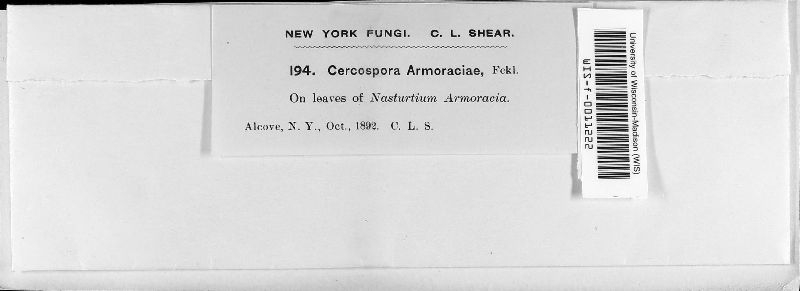 NEW YORK FUNGI. C. L. SHEAR.
194. Cercospora Armoraciae, Fckl.
On leaves of Nasturtium Armoracia.
Alcove, N. Y., Oct., 1892. C. L. S.
University of Wisconsin-Madison (WIS)
WIS-f-0011222